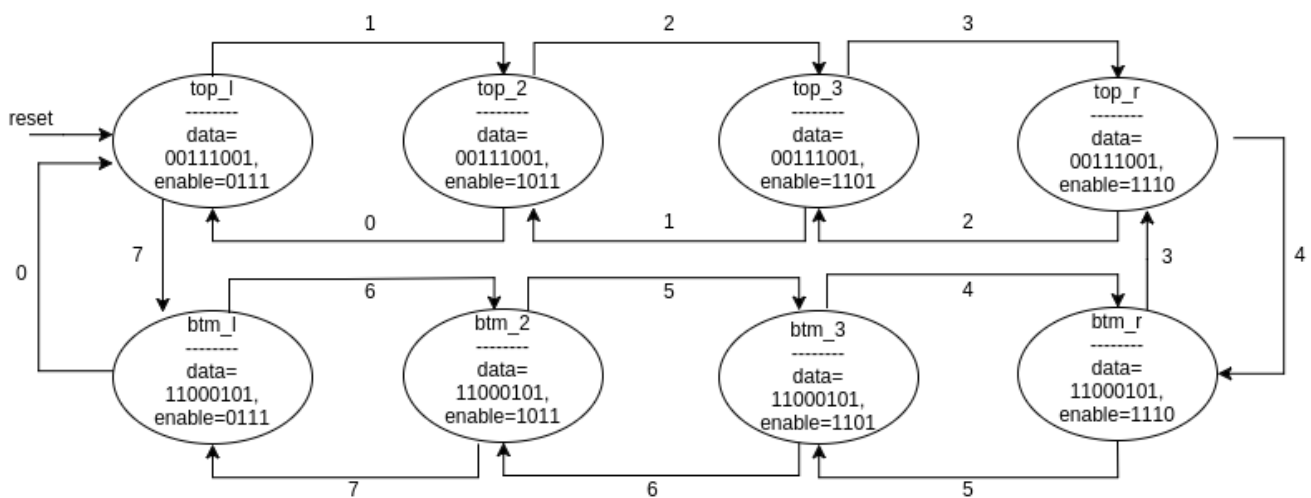 1
2
3
reset
top_l
--------
data=
00111001,
enable=0111
top_2
--------
data=
00111001,
enable=1011
top_3
--------
data=
00111001,
enable=1101
top_r
--------
data=
00111001,
enable=1110
0
1
2
0
7
3
4
6
5
4
btm_l
--------
data=
11000101,
enable=0111
btm_2
--------
data=
11000101,
enable=1011
btm_3
--------
data=
11000101,
enable=1101
btm_r
--------
data=
11000101,
enable=1110
7
6
5